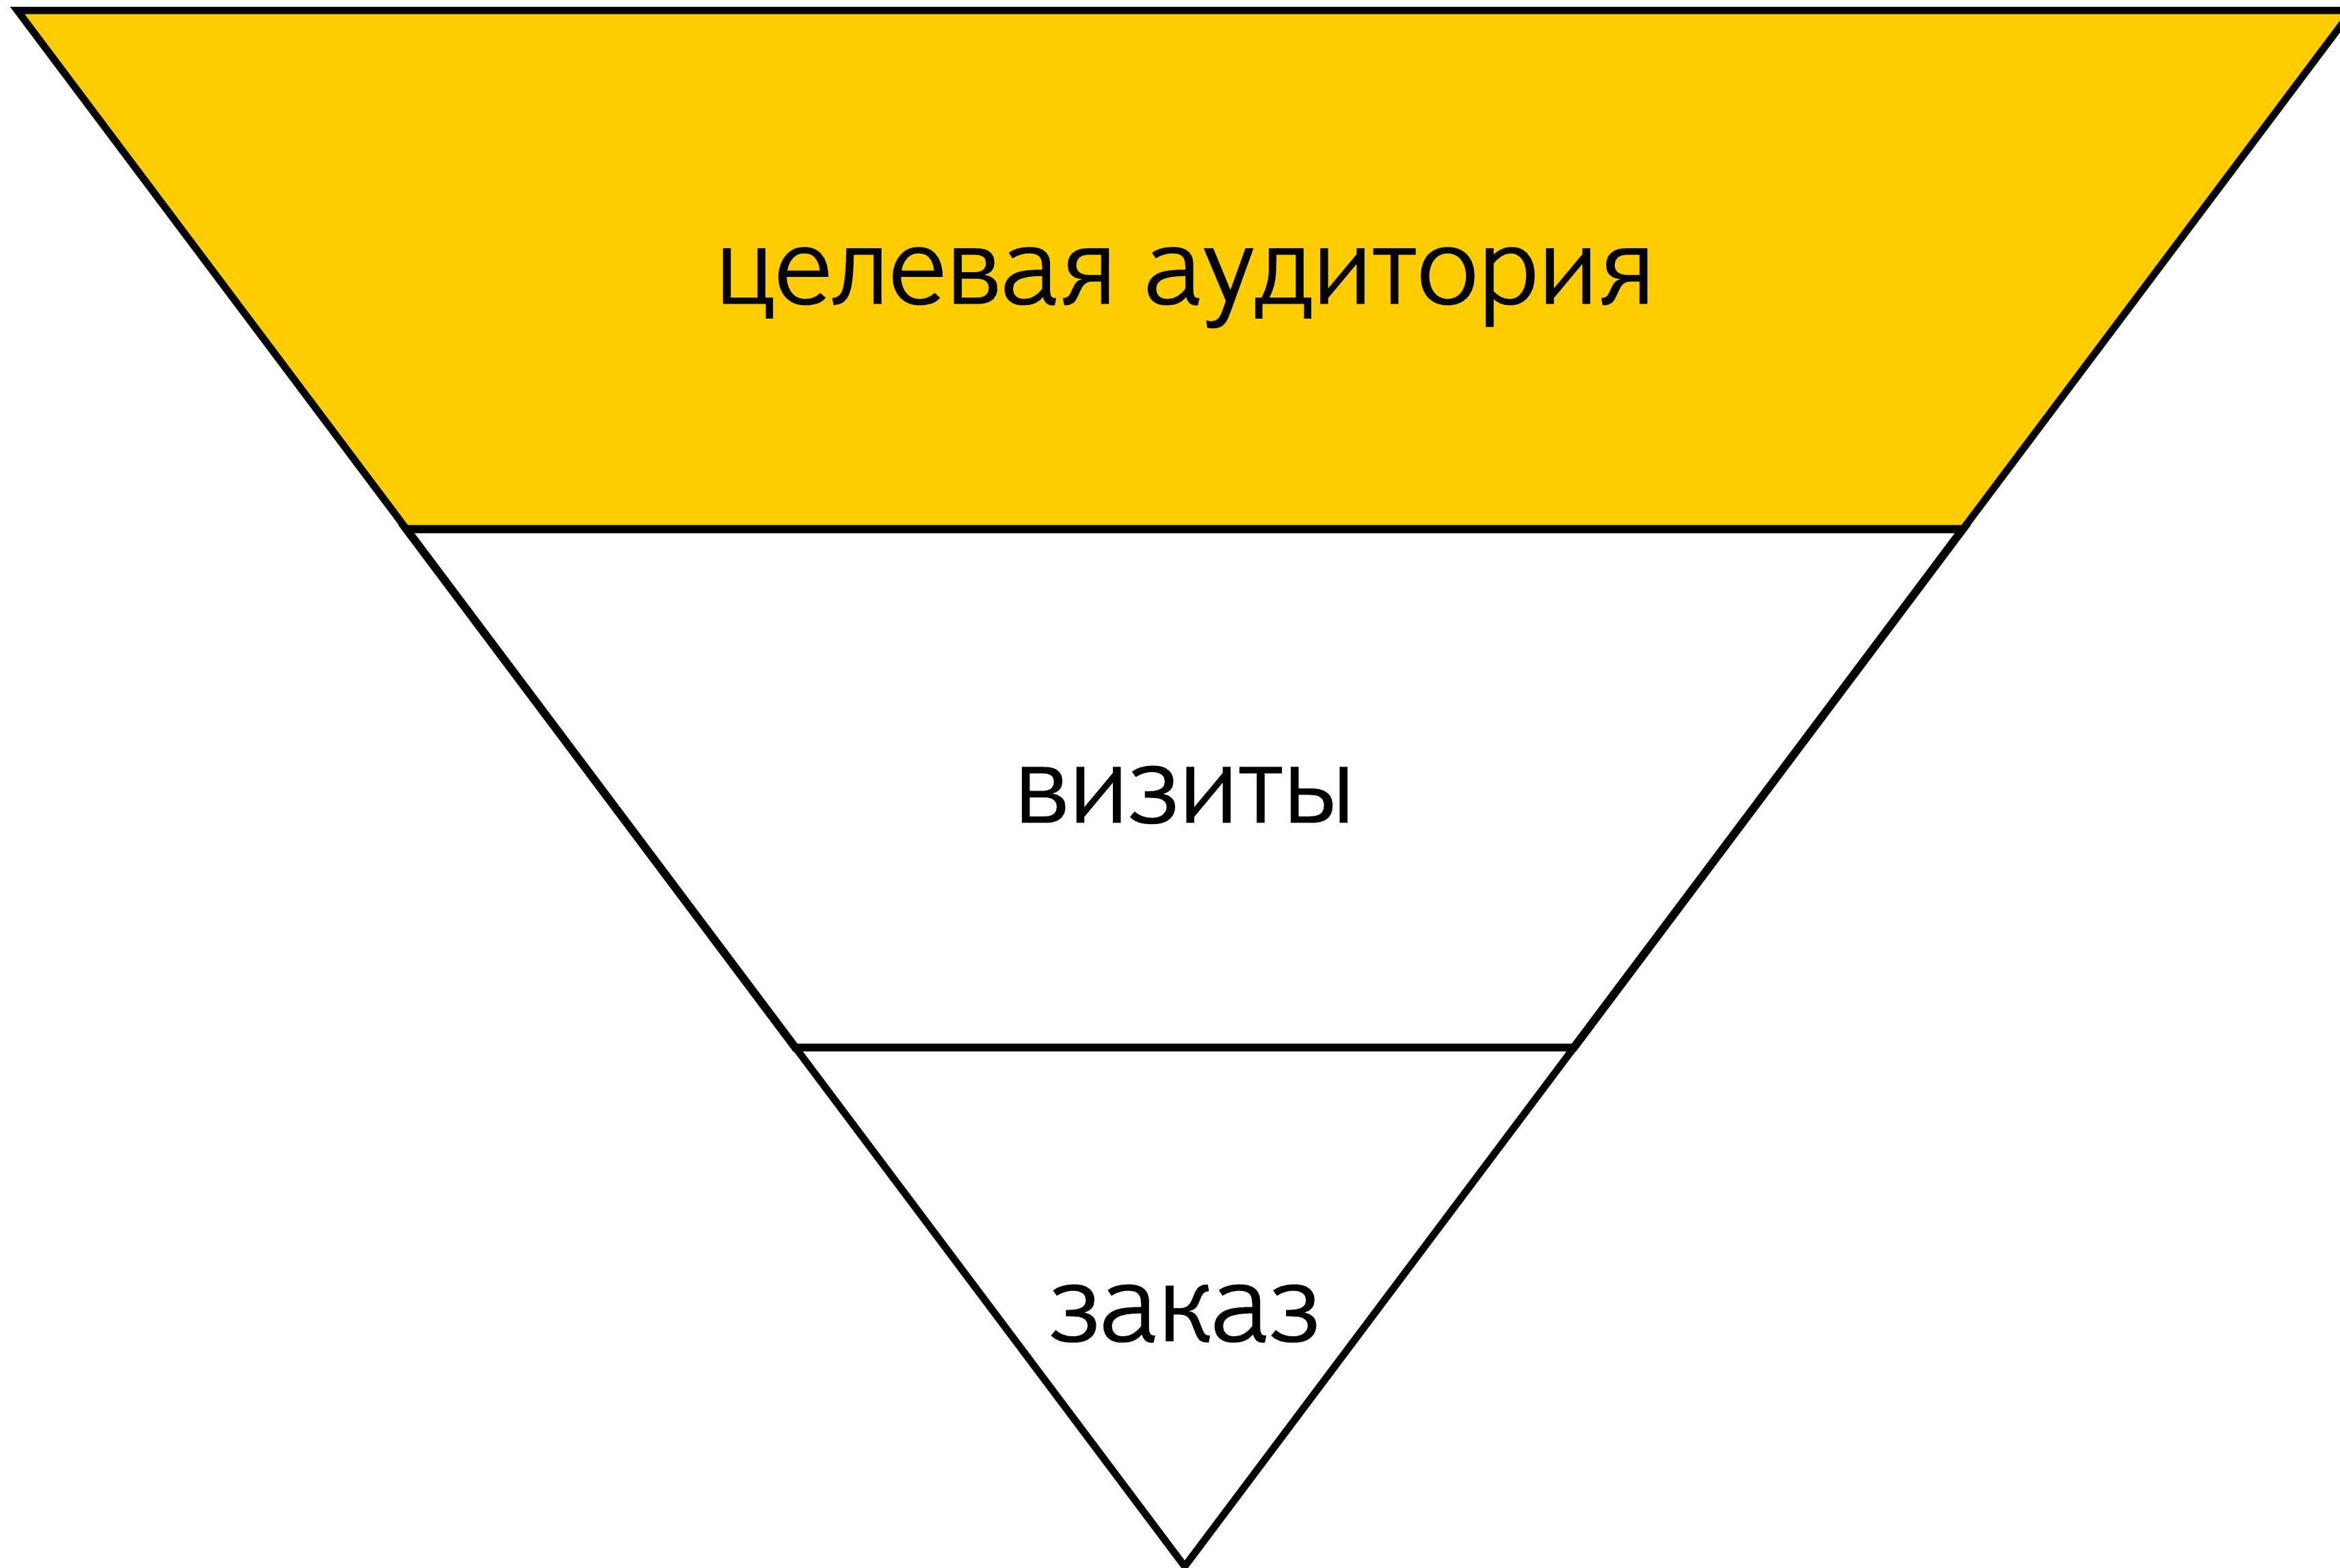 целевая аудитория
визиты
заказ